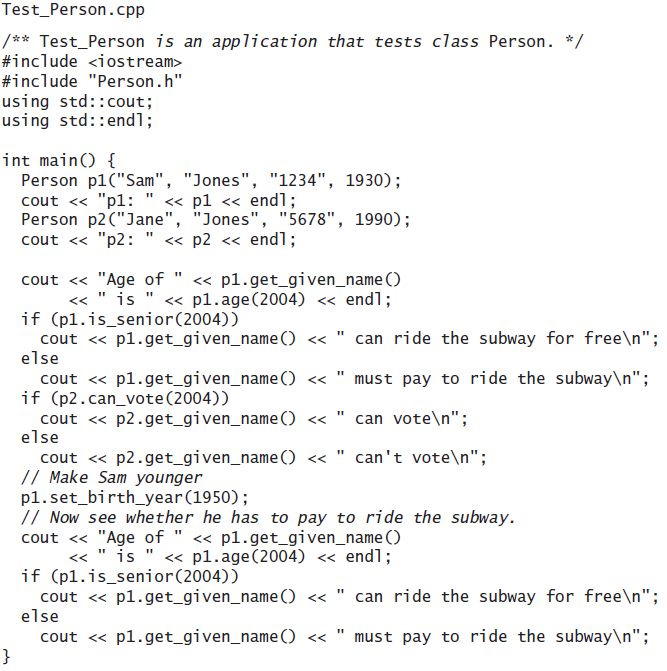 Test_Person.cpp
/** Test_Person is an application that tests class Person. */
#include <iostream>
#include "Person.h"
using std::cout;
using std::endl;
int main() {
  Person p1("Sam", "Jones", "1234", 1930);
  cout << "p1: " << p1 << endl;
  Person p2("Jane", "Jones", "5678", 1990);
  cout << "p2: " << p2 << endl;
  cout << "Age of " << p1.get_given_name()
       << " is " << p1.age(2004) << endl;
  if (p1.is_senior(2004))
    cout << p1.get_given_name() << " can ride the subway for free\n";
  else
    cout << p1.get_given_name() << " must pay to ride the subway\n";
  if (p2.can_vote(2004))
    cout << p2.get_given_name() << " can vote\n";
  else
    cout << p2.get_given_name() << " can't vote\n";
  // Make Sam younger
  p1.set_birth_year(1950);
  // Now see whether he has to pay to ride the subway.
  cout << "Age of " << p1.get_given_name()
       << " is " << p1.age(2004) << endl;
  if (p1.is_senior(2004))
    cout << p1.get_given_name() << " can ride the subway for free\n";
  else
    cout << p1.get_given_name() << " must pay to ride the subway\n";
}